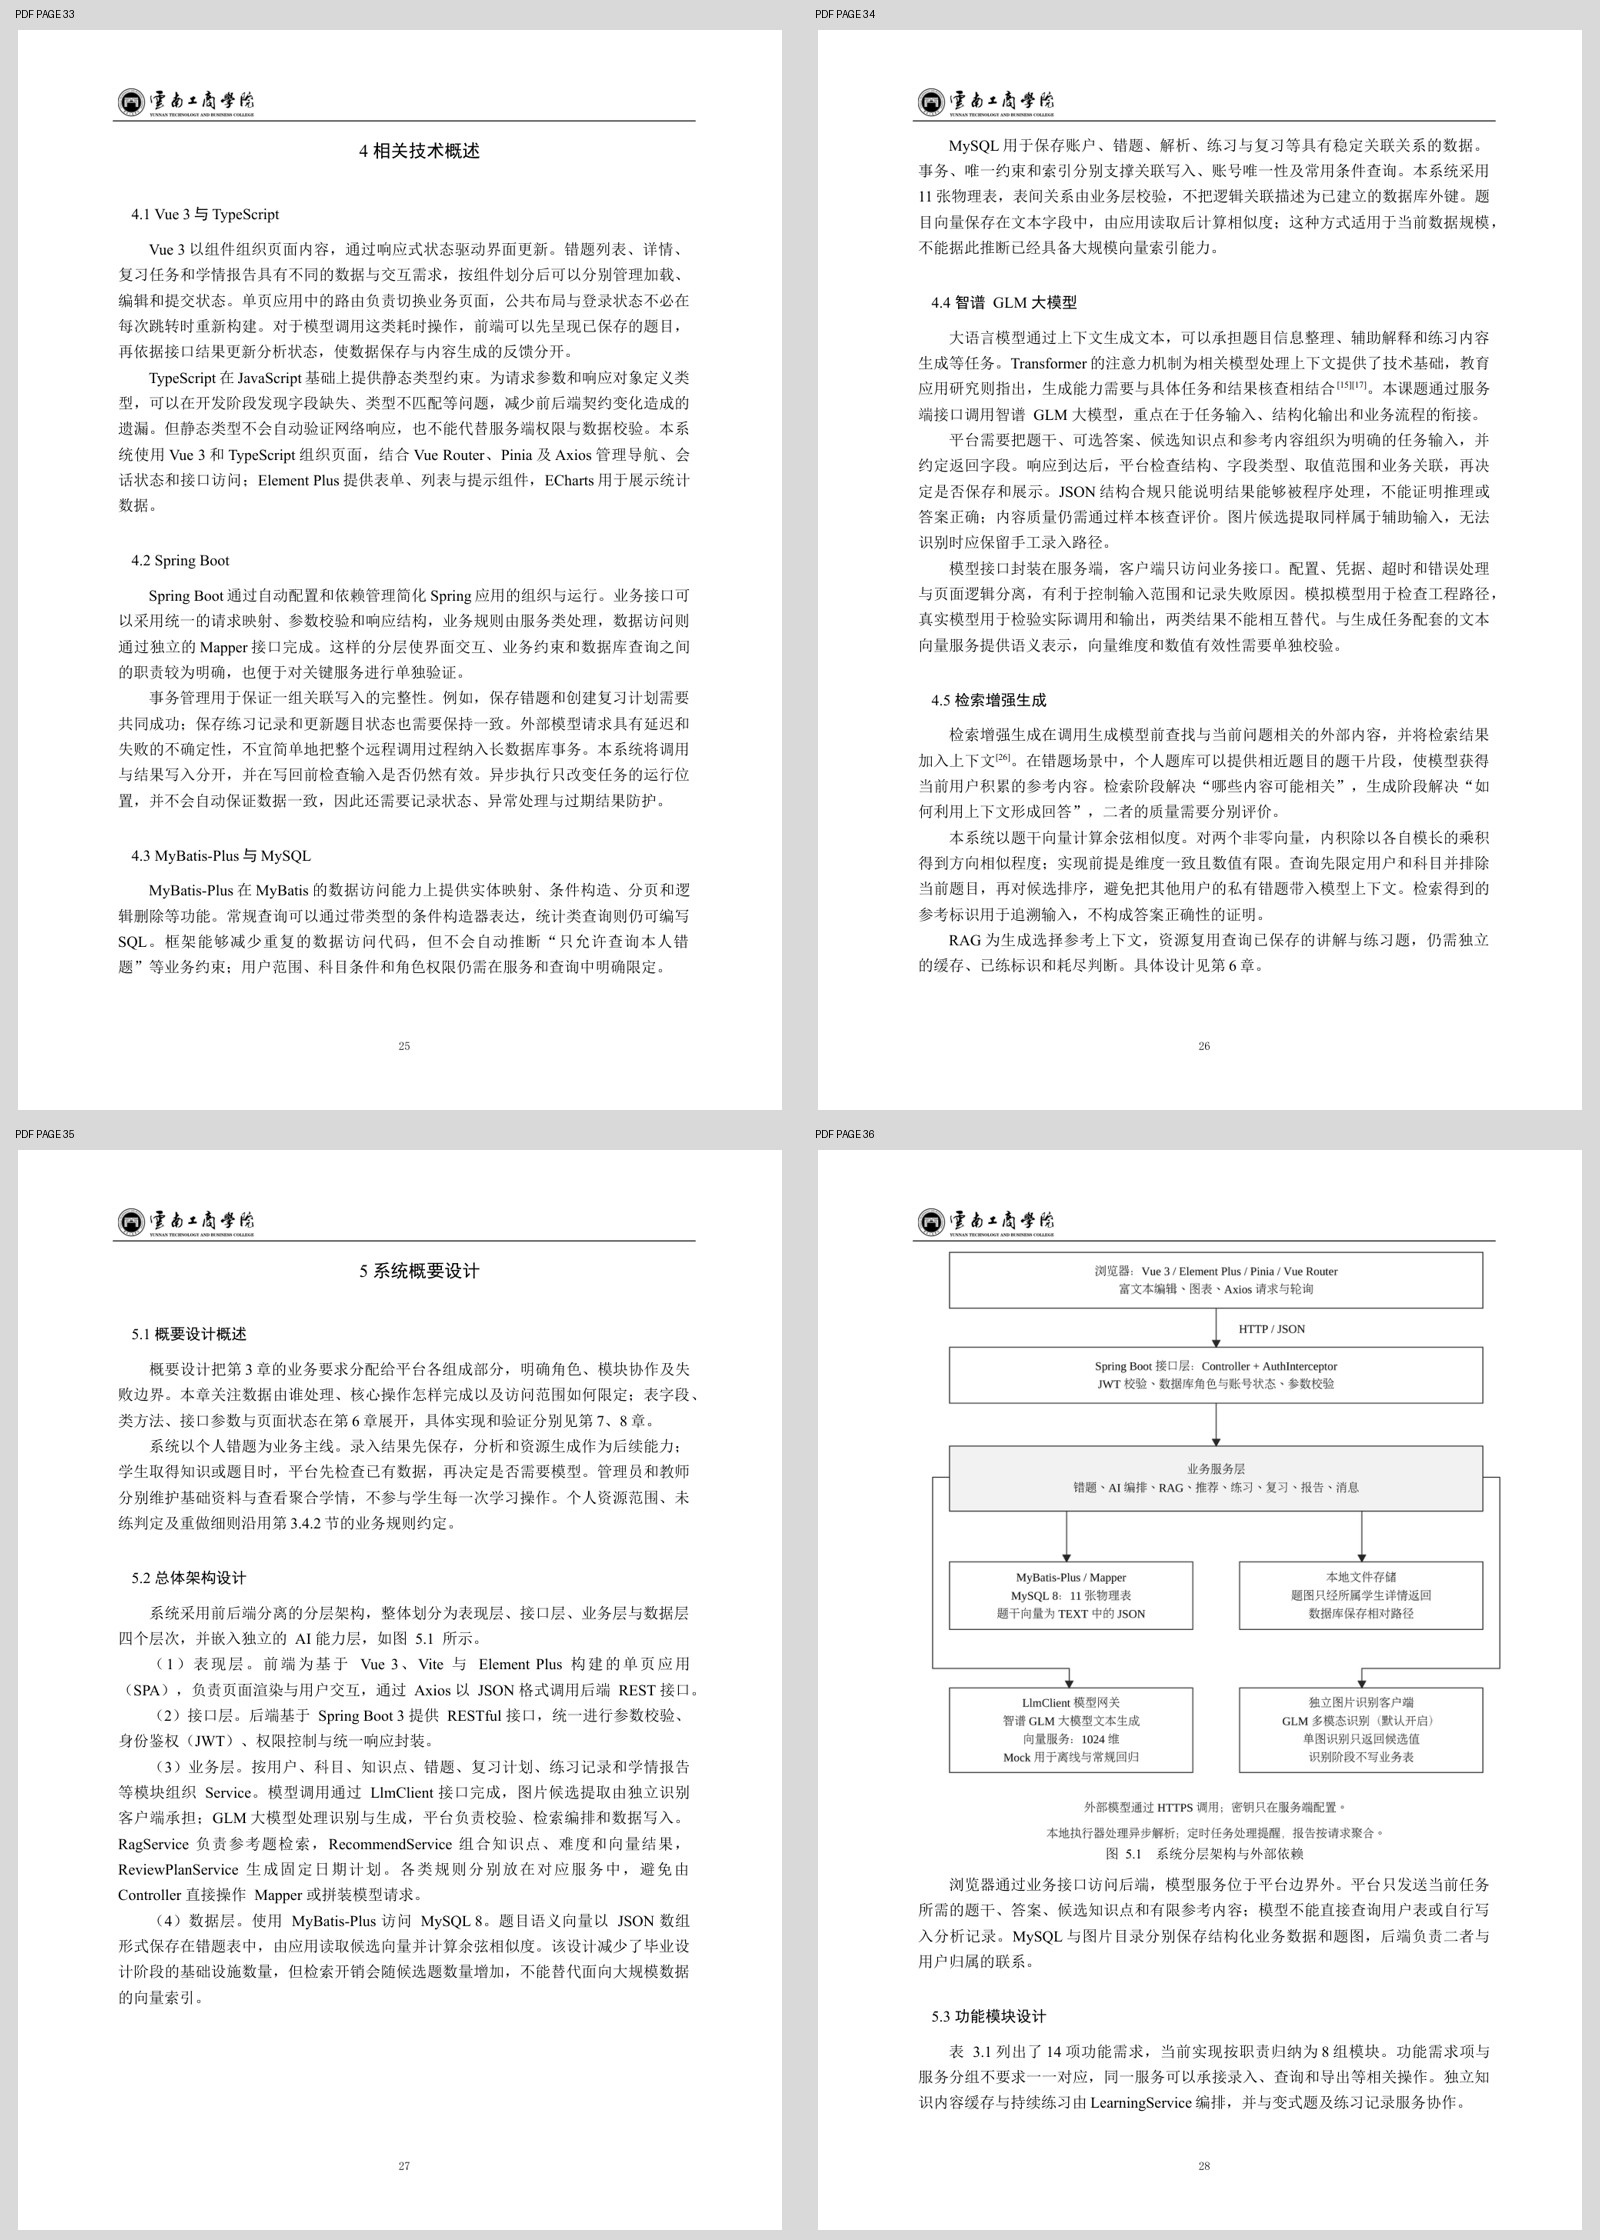 PDF PAGE 33
雲南工商學院
YUNNAN TECHNOLOGY AND BUSINESS COLLEGE
4 相关技术概述
4.1 Vue 3 与 TypeScript
Vue 3 以组件组织页面内容，通过响应式状态驱动界面更新。错题列表、详情、
复习任务和学情报告具有不同的数据与交互需求，按组件划分后可以分别管理加载、
编辑和提交状态。单页应用中的路由负责切换业务页面，公共布局与登录状态不必在
每次跳转时重新构建。对于模型调用这类耗时操作，前端可以先呈现已保存的题目，
再依据接口结果更新分析状态，使数据保存与内容生成的反馈分开。
TypeScript 在 JavaScript 基础上提供静态类型约束。为请求参数和响应对象定义类
型，可以在开发阶段发现字段缺失、类型不匹配等问题，减少前后端契约变化造成的
遗漏。但静态类型不会自动验证网络响应，也不能代替服务端权限与数据校验。本系
统使用 Vue 3 和 TypeScript 组织页面，结合 Vue Router、Pinia 及 Axios 管理导航、会
话状态和接口访问；Element Plus 提供表单、列表与提示组件，ECharts 用于展示统计
数据。
4.2 Spring Boot
Spring Boot 通过自动配置和依赖管理简化 Spring 应用的组织与运行。业务接口可
以采用统一的请求映射、参数校验和响应结构，业务规则由服务类处理，数据访问则
通过独立的 Mapper 接口完成。这样的分层使界面交互、业务约束和数据库查询之间
的职责较为明确，也便于对关键服务进行单独验证。
事务管理用于保证一组关联写入的完整性。例如，保存错题和创建复习计划需要
共同成功；保存练习记录和更新题目状态也需要保持一致。外部模型请求具有延迟和
失败的不确定性，不宜简单地把整个远程调用过程纳入长数据库事务。本系统将调用
与结果写入分开，并在写回前检查输入是否仍然有效。异步执行只改变任务的运行位
置，并不会自动保证数据一致，因此还需要记录状态、异常处理与过期结果防护。
4.3 MyBatis-Plus 与 MySQL
MyBatis-Plus 在 MyBatis 的数据访问能力上提供实体映射、条件构造、分页和逻
辑删除等功能。常规查询可以通过带类型的条件构造器表达，统计类查询则仍可编写
SQL。框架能够减少重复的数据访问代码，但不会自动推断“只允许查询本人错
题”等业务约束；用户范围、科目条件和角色权限仍需在服务和查询中明确限定。
25
PDF PAGE 34
雲南工商學院
YUNNAN TECHNOLOGY AND BUSINESS COLLEGE
MySQL 用于保存账户、错题、解析、练习与复习等具有稳定关联关系的数据。
事务、唯一约束和索引分别支撑关联写入、账号唯一性及常用条件查询。本系统采用
11 张物理表，表间关系由业务层校验，不把逻辑关联描述为已建立的数据库外键。题
目向量保存在文本字段中，由应用读取后计算相似度；这种方式适用于当前数据规模，
不能据此推断已经具备大规模向量索引能力。
4.4 智谱 GLM 大模型
大语言模型通过上下文生成文本，可以承担题目信息整理、辅助解释和练习内容
生成等任务。Transformer 的注意力机制为相关模型处理上下文提供了技术基础，教育
应用研究则指出，生成能力需要与具体任务和结果核查相结合[15][17]。本课题通过服务
端接口调用智谱 GLM 大模型，重点在于任务输入、结构化输出和业务流程的衔接。
平台需要把题干、可选答案、候选知识点和参考内容组织为明确的任务输入，并
约定返回字段。响应到达后，平台检查结构、字段类型、取值范围和业务关联，再决
定是否保存和展示。JSON 结构合规只能说明结果能够被程序处理，不能证明推理或
答案正确；内容质量仍需通过样本核查评价。图片候选提取同样属于辅助输入，无法
识别时应保留手工录入路径。
模型接口封装在服务端，客户端只访问业务接口。配置、凭据、超时和错误处理
与页面逻辑分离，有利于控制输入范围和记录失败原因。模拟模型用于检查工程路径，
真实模型用于检验实际调用和输出，两类结果不能相互替代。与生成任务配套的文本
向量服务提供语义表示，向量维度和数值有效性需要单独校验。
4.5 检索增强生成
检索增强生成在调用生成模型前查找与当前问题相关的外部内容，并将检索结果
加入上下文[26]。在错题场景中，个人题库可以提供相近题目的题干片段，使模型获得
当前用户积累的参考内容。检索阶段解决“哪些内容可能相关”，生成阶段解决“如
何利用上下文形成回答”，二者的质量需要分别评价。
本系统以题干向量计算余弦相似度。对两个非零向量，内积除以各自模长的乘积
得到方向相似程度；实现前提是维度一致且数值有限。查询先限定用户和科目并排除
当前题目，再对候选排序，避免把其他用户的私有错题带入模型上下文。检索得到的
参考标识用于追溯输入，不构成答案正确性的证明。
RAG 为生成选择参考上下文，资源复用查询已保存的讲解与练习题，仍需独立
的缓存、已练标识和耗尽判断。具体设计见第 6 章。
26
PDF PAGE 35
雲南工商學院
YUNNAN TECHNOLOGY AND BUSINESS COLLEGE
5 系统概要设计
5.1 概要设计概述
概要设计把第 3 章的业务要求分配给平台各组成部分，明确角色、模块协作及失
败边界。本章关注数据由谁处理、核心操作怎样完成以及访问范围如何限定；表字段、
类方法、接口参数与页面状态在第 6 章展开，具体实现和验证分别见第 7、8 章。
系统以个人错题为业务主线。录入结果先保存，分析和资源生成作为后续能力；
学生取得知识或题目时，平台先检查已有数据，再决定是否需要模型。管理员和教师
分别维护基础资料与查看聚合学情，不参与学生每一次学习操作。个人资源范围、未
练判定及重做细则沿用第 3.4.2 节的业务规则约定。
5.2 总体架构设计
系统采用前后端分离的分层架构，整体划分为表现层、接口层、业务层与数据层
四个层次，并嵌入独立的 AI 能力层，如图 5.1 所示。
（1）表现层。前端为基于 Vue 3、Vite 与 Element Plus 构建的单页应用
（SPA），负责页面渲染与用户交互，通过 Axios 以 JSON 格式调用后端 REST 接口。
（2）接口层。后端基于 Spring Boot 3 提供 RESTful 接口，统一进行参数校验、
身份鉴权（JWT）、权限控制与统一响应封装。
（3）业务层。按用户、科目、知识点、错题、复习计划、练习记录和学情报告
等模块组织 Service。模型调用通过 LlmClient 接口完成，图片候选提取由独立识别
客户端承担；GLM 大模型处理识别与生成，平台负责校验、检索编排和数据写入。
RagService 负责参考题检索，RecommendService 组合知识点、难度和向量结果，
ReviewPlanService 生成固定日期计划。各类规则分别放在对应服务中，避免由
Controller 直接操作 Mapper 或拼装模型请求。
（4）数据层。使用 MyBatis-Plus 访问 MySQL 8。题目语义向量以 JSON 数组
形式保存在错题表中，由应用读取候选向量并计算余弦相似度。该设计减少了毕业设
计阶段的基础设施数量，但检索开销会随候选题数量增加，不能替代面向大规模数据
的向量索引。
27
PDF PAGE 36
雲南工商學院
YUNNAN TECHNOLOGY AND BUSINESS COLLEGE
浏览器：Vue 3 / Element Plus / Pinia / Vue Router
富文本编辑、图表、Axios 请求与轮询
HTTP / JSON
Spring Boot 接口层：Controller + AuthInterceptor
JWT 校验、数据库角色与账号状态、参数校验
业务服务层
错题、AI 编排、RAG、推荐、练习、复习、报告、消息
MyBatis-Plus / Mapper
MySQL 8：11 张物理表
题干向量为 TEXT 中的 JSON
本地文件存储
题图只经所属学生详情返回
数据库保存相对路径
LlmClient 模型网关
智谱 GLM 大模型文本生成
向量服务：1024 维
Mock 用于离线与常规回归
独立图片识别客户端
GLM 多模态识别（默认开启）
单图识别只返回候选值
识别阶段不写业务表
外部模型通过 HTTPS 调用；密钥只在服务端配置。
本地执行器处理异步解析；定时任务处理提醒，报告按请求聚合。
图 5.1 系统分层架构与外部依赖
浏览器通过业务接口访问后端，模型服务位于平台边界外。平台只发送当前任务
所需的题干、答案、候选知识点和有限参考内容；模型不能直接查询用户表或自行写
入分析记录。MySQL 与图片目录分别保存结构化业务数据和题图，后端负责二者与
用户归属的联系。
5.3 功能模块设计
表 3.1 列出了 14 项功能需求，当前实现按职责归纳为 8 组模块。功能需求项与
服务分组不要求一一对应，同一服务可以承接录入、查询和导出等相关操作。独立知
识内容缓存与持续练习由 LearningService 编排，并与变式题及练习记录服务协作。
28